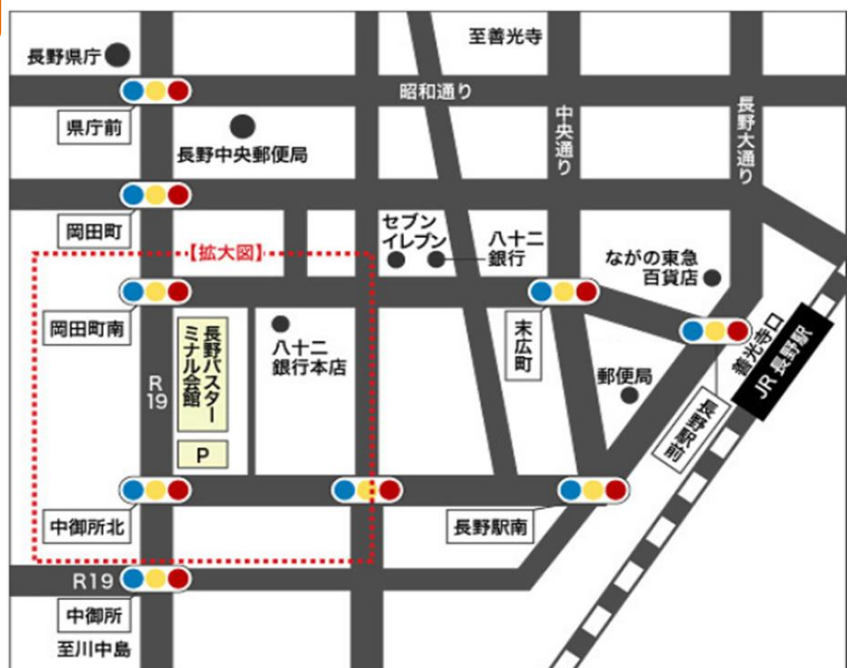 至善光寺
長野県庁
昭和通り
県庁前
中央通り
長野大通り
長野中央郵便局
岡田町
セブン
イレブン
八十二
銀行
【拡大図】
ながの東急
百貨店
岡田町南
長野バスター
ミナル会館
八十二
銀行本店
末広町
善光寺口
JR 長野駅
R
19
郵便局
長野駅前
P
中御所北
長野駅南
R19
中御所
至川中島